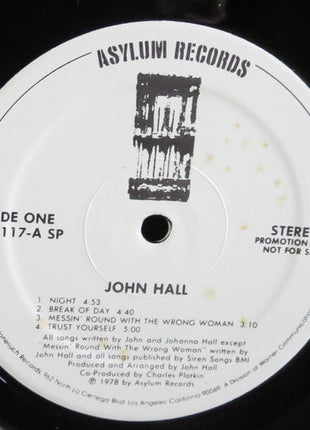 ASYLUM RECORDS
DE ONE
117-A SP
STERE
PROMOTION
NOT FOR S
JOHN HALL
1. NIGHT 4:53
2. BREAK OF DAY 4:40
3. MESSIN' ROUND WITH THE WRONG WOMAN 3:10
4. TRUST YOURSELF 5:00
All songs written by John and Johanna Hall except
"Messin' Round With The Wrong Woman" written by
John Hall and all songs published by Siren Songs BMI
Produced and Arranged by John Hall
Co-Produced by Charles Plotkin
Ⓟ 1978 by Asylum Records
962 North La Cienega Blvd. Los Angeles, California 90069 A Division of Warner Communications